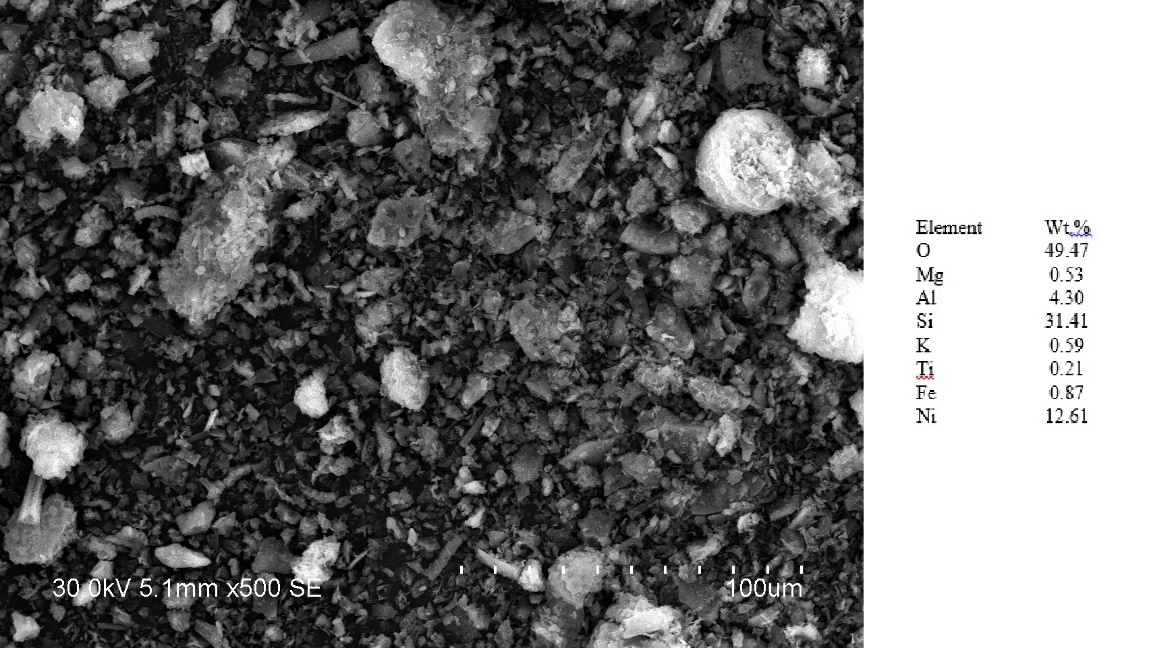 30.0kV 5.1mm x500 SE
100um
Element Wt.%
O 49.47
Mg 0.53
Al 4.30
Si 31.41
K 0.59
Ti 0.21
Fe 0.87
Ni 12.61